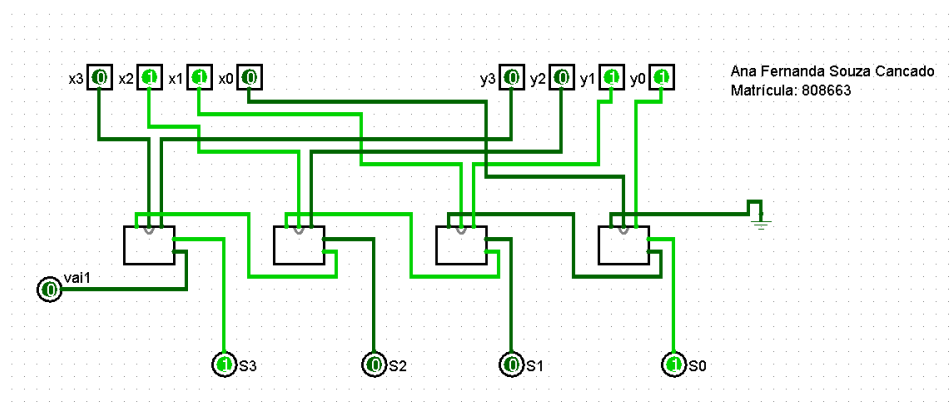 x3 0 x2 1 x1 1 x0 0 y3 0 y2 0 y1 1 y0 1
Ana Fernanda Souza Cancado
Matrícula: 808663
vai1
0
1 S3 0 S2 0 S1 1 S0